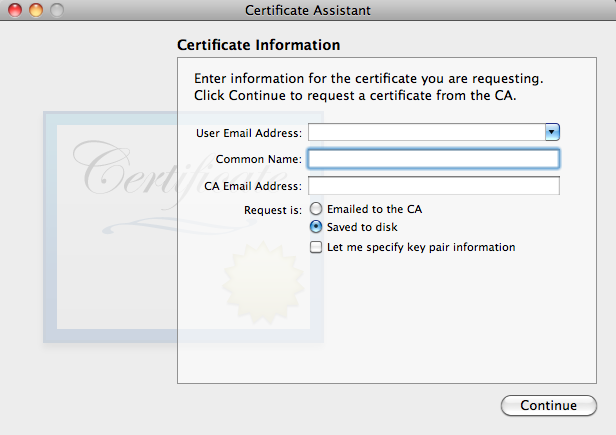 Certificate Assistant
Certificate Information
Enter information for the certificate you are requesting.
Click Continue to request a certificate from the CA.
Certificate
User Email Address:
Common Name:
CA Email Address:
Request is:
Emailed to the CA
Saved to disk
Let me specify key pair information
Continue